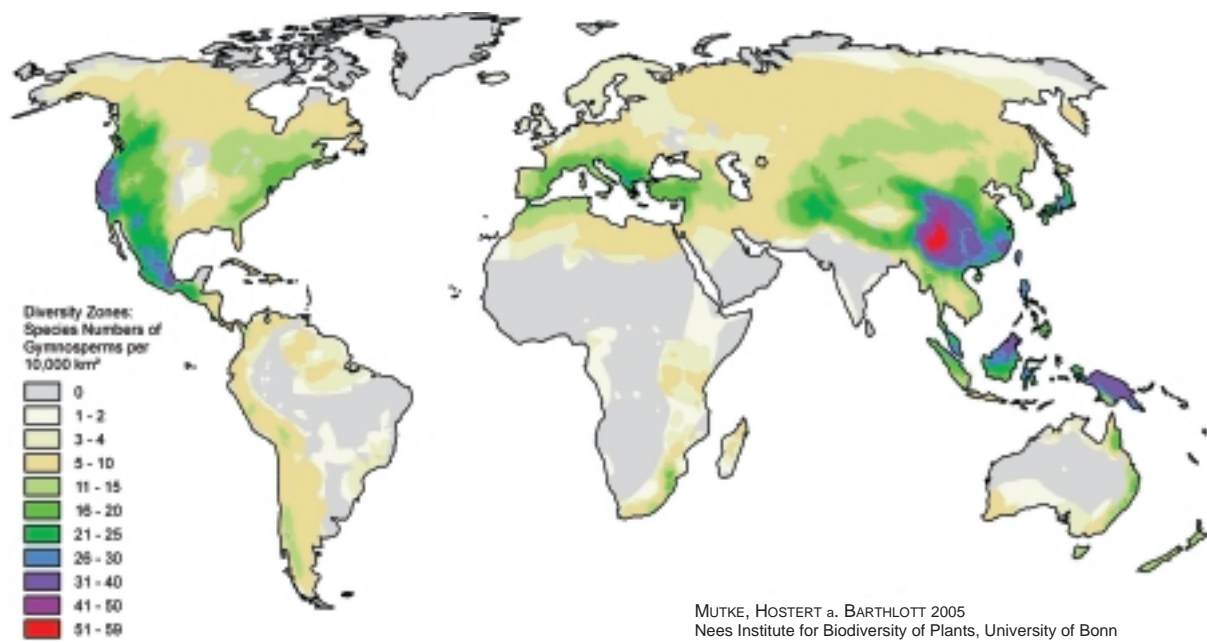 Diversity Zones:
Species Numbers of
Gymnosperms per
10,000 km²
0
1 - 2
3 - 4
5 - 10
11 - 15
16 - 20
21 - 25
26 - 30
31 - 40
41 - 50
51 - 59
MUTKE, HOSTERT a. BARTHLOTT 2005
Nees Institute for Biodiversity of Plants, University of Bonn